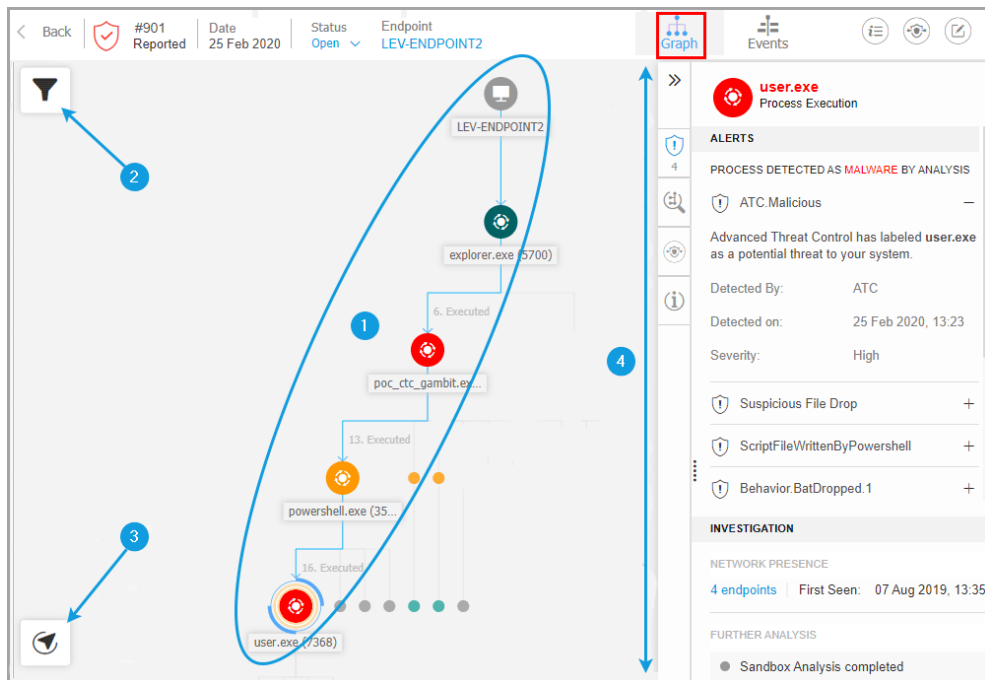 Back
#901
Reported
Date
25 Feb 2020
Status
Open
Endpoint
LEV-ENDPOINT2
Graph
Events
2
LEV-ENDPOINT2
explorer.exe (5700)
6. Executed
1
poc_ctc_gambit.ex...
13. Executed
powershell.exe (35...
3
16. Executed
user.exe (7368)
4
4
user.exe
Process Execution
ALERTS
PROCESS DETECTED AS MALWARE BY ANALYSIS
ATC.Malicious
Advanced Threat Control has labeled user.exe
as a potential threat to your system.
Detected By: ATC
Detected on: 25 Feb 2020, 13:23
Severity: High
Suspicious File Drop
ScriptFileWrittenByPowershell
Behavior.BatDropped.1
INVESTIGATION
NETWORK PRESENCE
4 endpoints First Seen: 07 Aug 2019, 13:35
FURTHER ANALYSIS
Sandbox Analysis completed